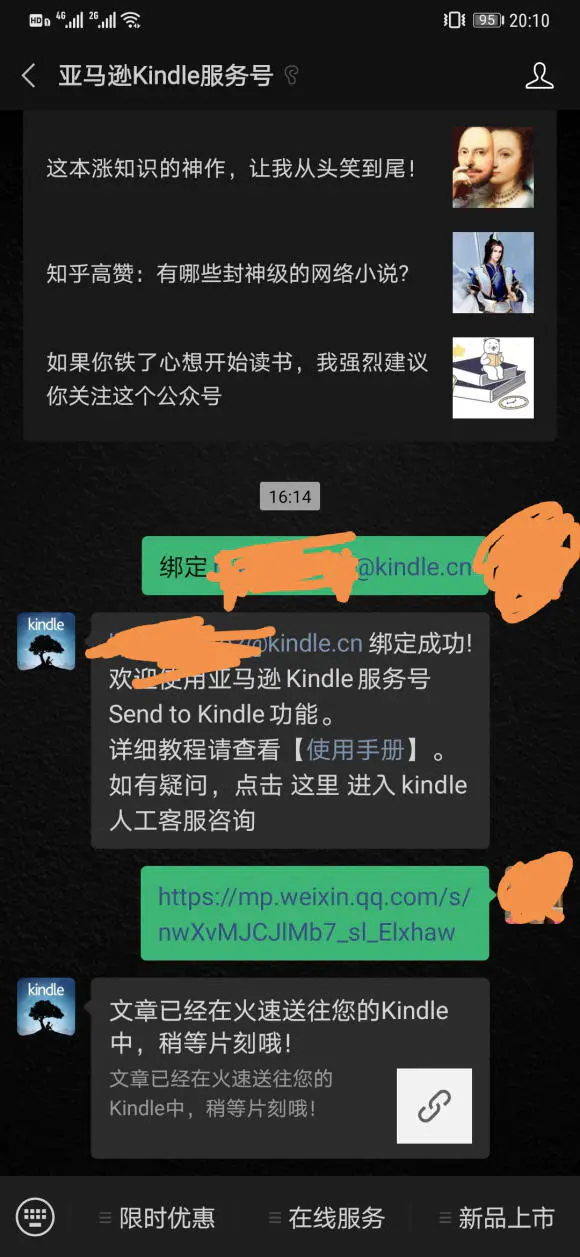 HD 4G 2G 95 20:10
亚马逊Kindle服务号
这本涨知识的神作，让我从头笑到尾！
知乎高赞：有哪些封神级的网络小说？
如果你铁了心想开始读书，我强烈建议
你关注这个公众号
16:14
绑定 @kindle.cn
kindle
@kindle.cn 绑定成功!
欢迎使用亚马逊 Kindle 服务号
Send to Kindle 功能。
详细教程请查看【使用手册】。
如有疑问，点击 这里 进入 kindle
人工客服咨询
https://mp.weixin.qq.com/s/
nwXvMJCJlMb7_sl_Elxhaw
kindle
文章已经在火速送往您的Kindle
中，稍等片刻哦！
文章已经在火速送往您的
Kindle中，稍等片刻哦！
限时优惠
在线服务
新品上市